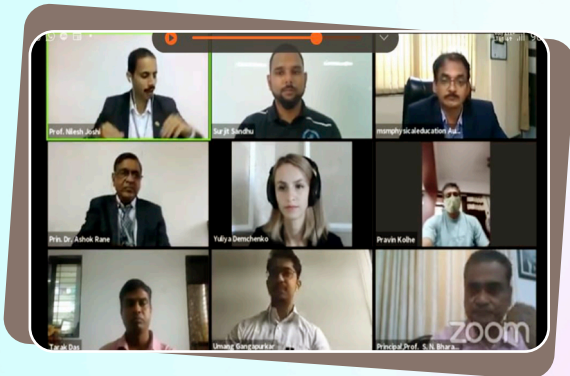 Prof. Nilesh Joshi
Surjit Sandhu
msmphysicaleducation Au...
Prin. Dr. Ashok Rane
Yuliya Demchenko
Pravin Kolhe
Tarak Das
Umang Gangapurkar
Principal,Prof. S. N. Bhara...
zoom